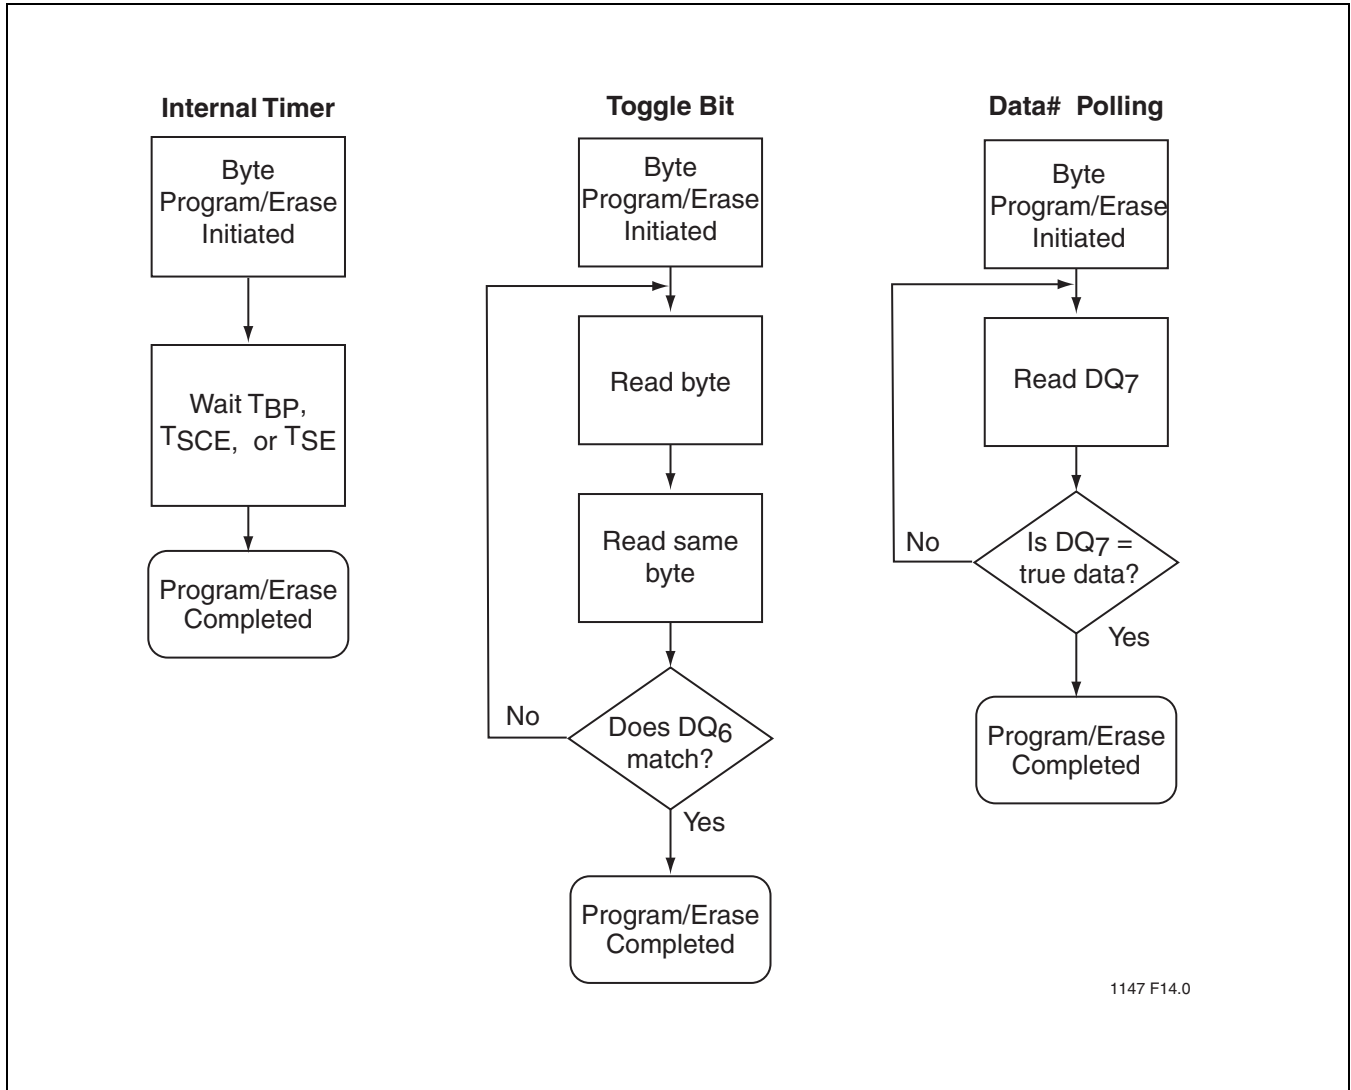 Internal Timer
Byte
Program/Erase
Initiated
Wait TBP,
TSCE, or TSE
Program/Erase
Completed
Toggle Bit
Byte
Program/Erase
Initiated
Read byte
Read same
byte
Does DQ6
match?
No
Yes
Program/Erase
Completed
Data# Polling
Byte
Program/Erase
Initiated
Read DQ7
Is DQ7 =
true data?
No
Yes
Program/Erase
Completed
1147 F14.0